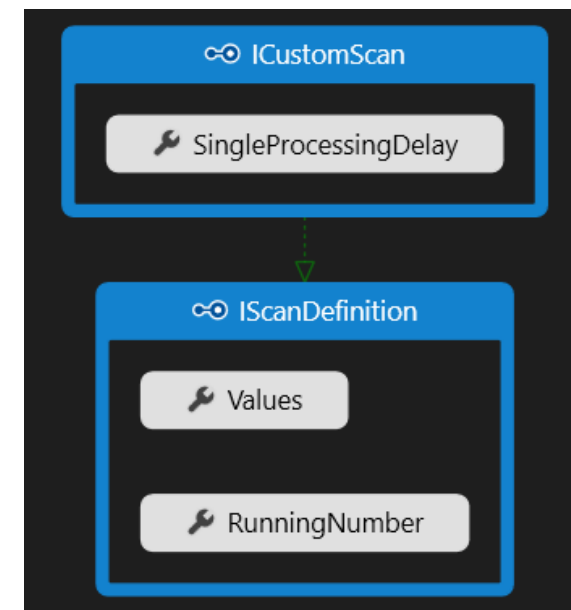 ICustomScan
SingleProcessingDelay
IScanDefinition
Values
RunningNumber